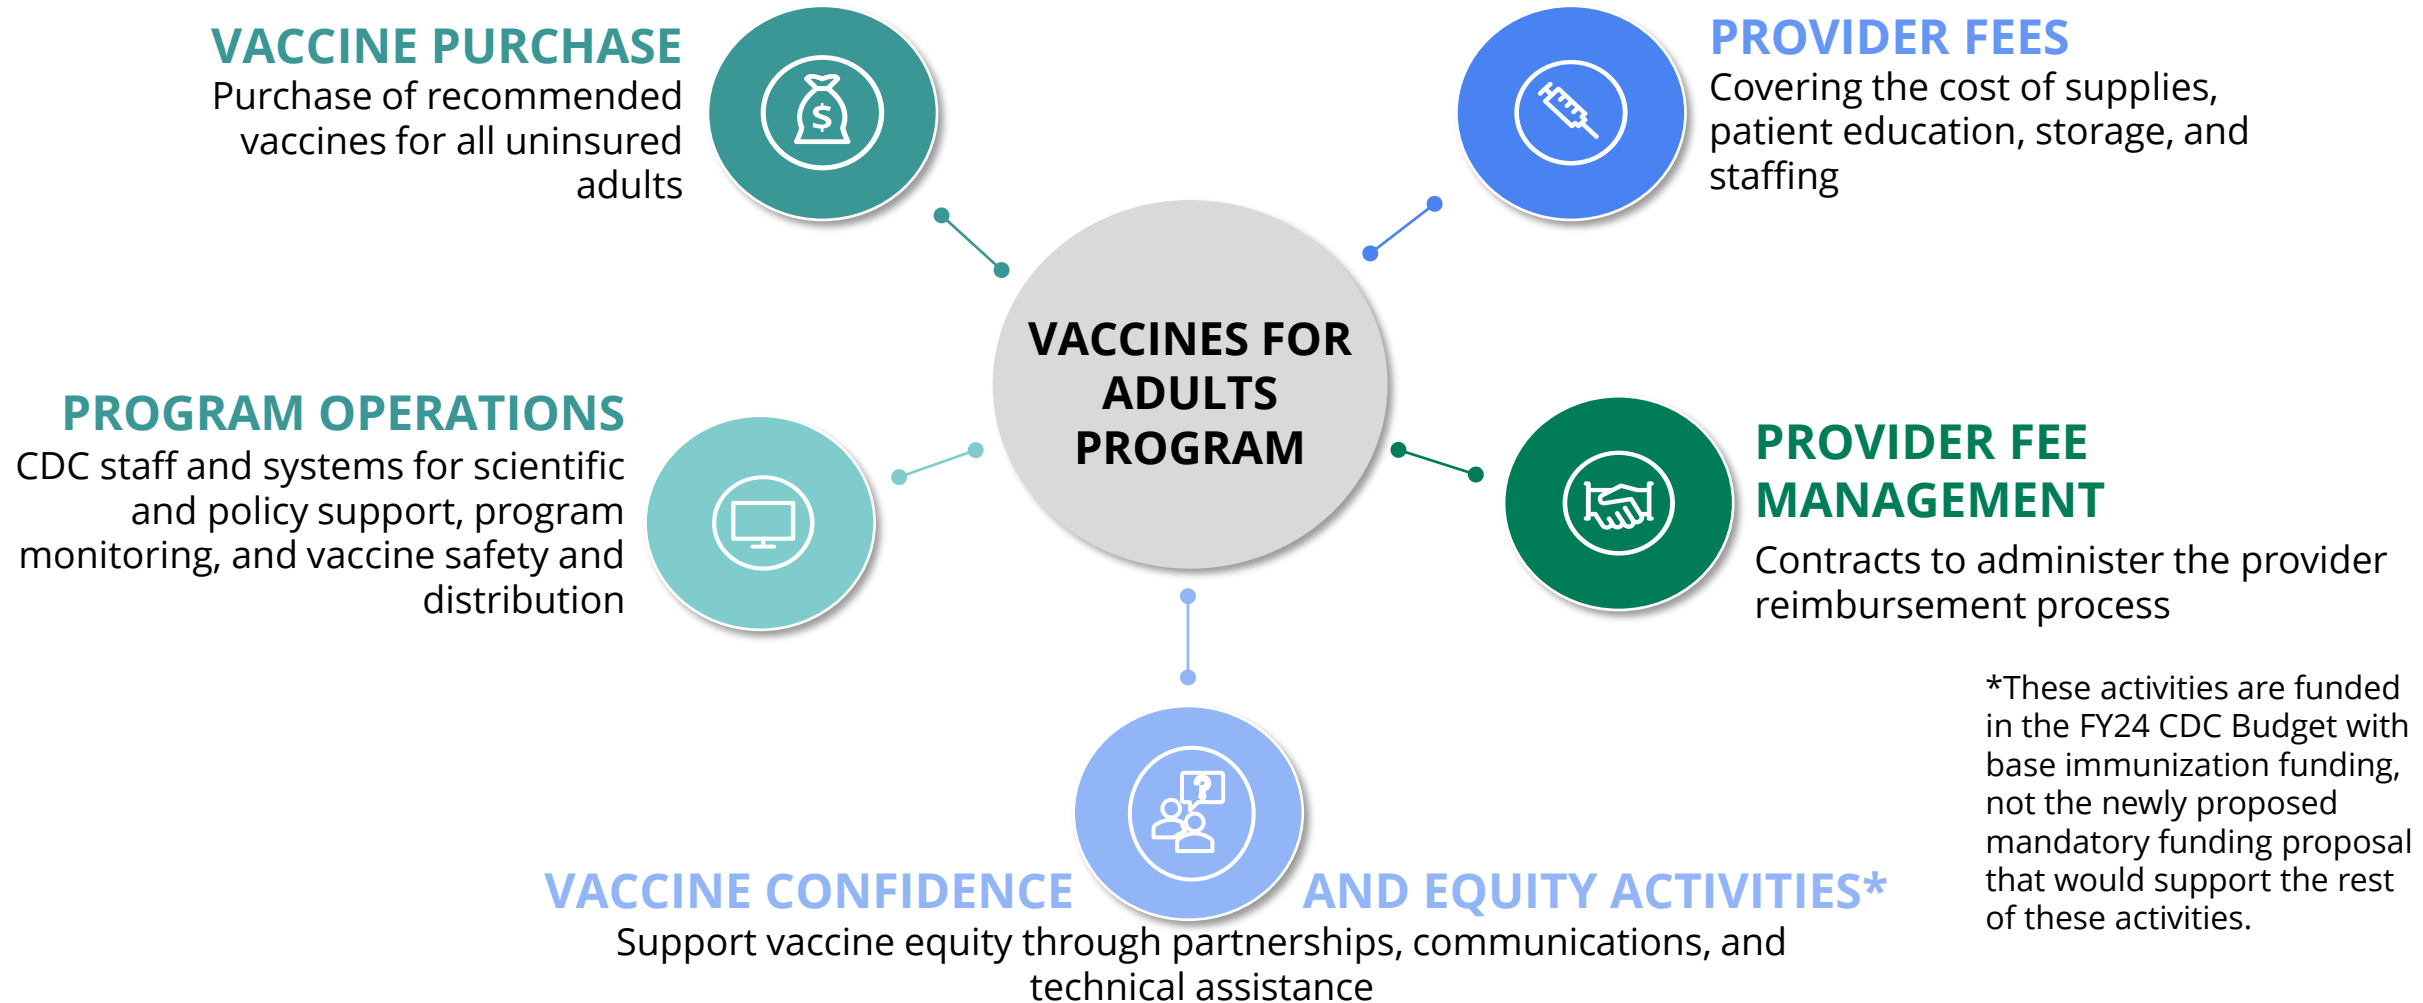 VACCINE PURCHASE
Purchase of recommended
vaccines for all uninsured
adults
PROVIDER FEES
Covering the cost of supplies,
patient education, storage, and
staffing
VACCINES FOR
ADULTS
PROGRAM
PROGRAM OPERATIONS
CDC staff and systems for scientific
and policy support, program
monitoring, and vaccine safety and
distribution
PROVIDER FEE
MANAGEMENT
Contracts to administer the provider
reimbursement process
VACCINE CONFIDENCE AND EQUITY ACTIVITIES*
Support vaccine equity through partnerships, communications, and
technical assistance
*These activities are funded
in the FY24 CDC Budget with
base immunization funding,
not the newly proposed
mandatory funding proposal
that would support the rest
of these activities.